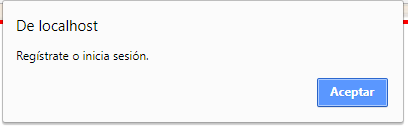 De localhost
Regístrate o inicia sesión.
Aceptar